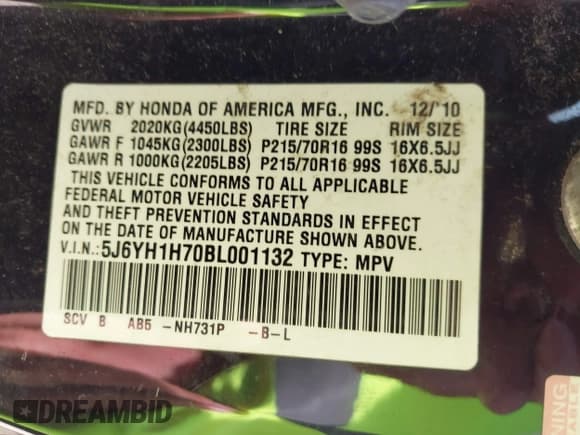 MFD. BY HONDA OF AMERICA MFG., INC. 12/'10
GVWR 2020KG(4450LBS) TIRE SIZE RIM SIZE
GAWR F 1045KG(2300LBS) P215/70R16 99S 16X6.5JJ
GAWR R 1000KG(2205LBS) P215/70R16 99S 16X6.5JJ
THIS VEHICLE CONFORMS TO ALL APPLICABLE
FEDERAL MOTOR VEHICLE SAFETY
AND THEFT PREVENTION STANDARDS IN EFFECT
ON THE DATE OF MANUFACTURE SHOWN ABOVE.
V.I.N.:5J6YH1H70BL001132 TYPE: MPV
SCV B AB5 -NH731P -B-L
DREAMBID